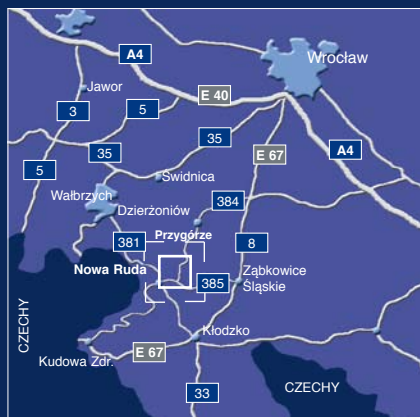 A4
Wrocław
Jawor
E 40
3
5
35
35
E 67
A4
5
Świdnica
Wałbrzych
384
Dzierżoniów
381
Przygórze
8
Nowa Ruda
385
Ząbkowice
Śląskie
CZECHY
Kłodzko
Kudowa Zdr.
E 67
CZECHY
33